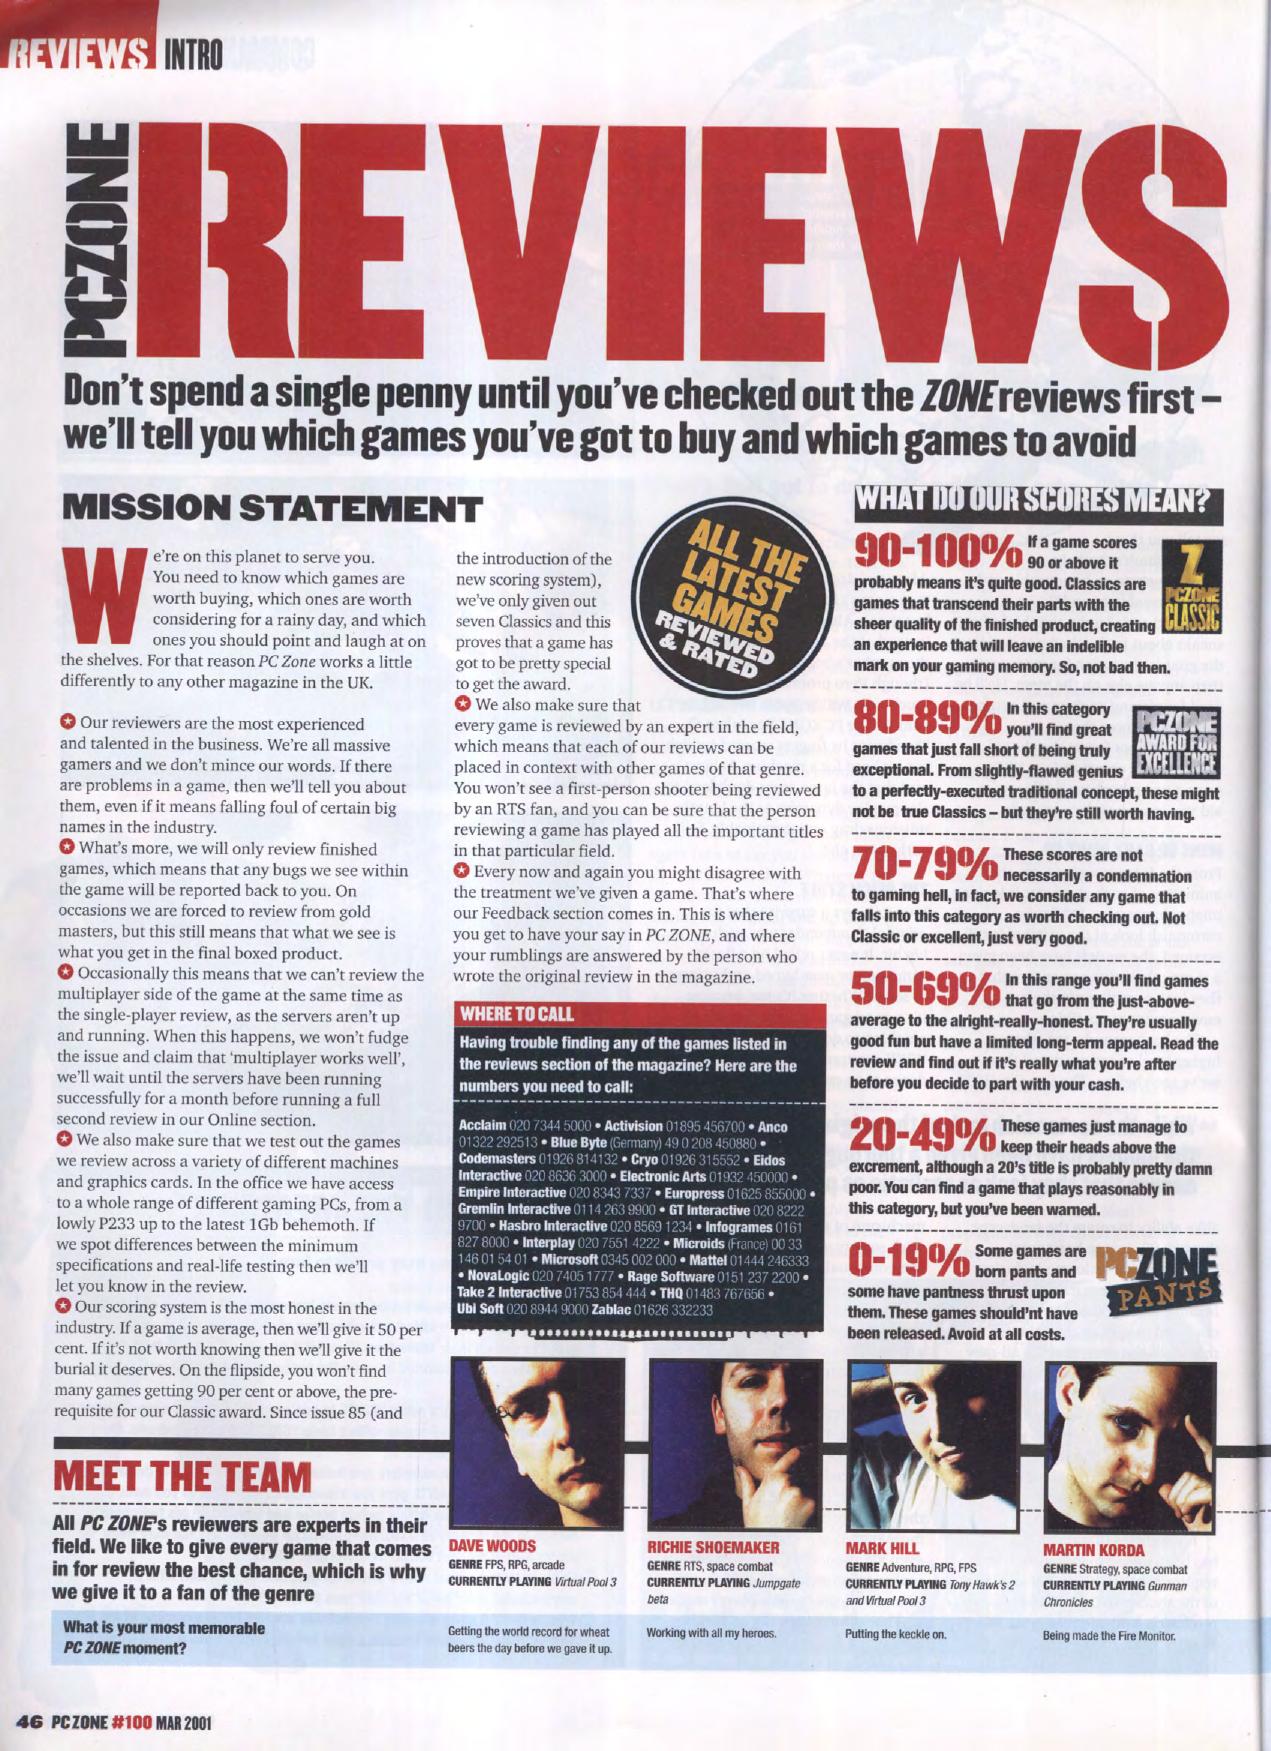 REVIEWS INTRO
PCZONE
REVIEWS
Don't spend a single penny until you've checked out the ZONE reviews first –
we'll tell you which games you've got to buy and which games to avoid
MISSION STATEMENT
We're on this planet to serve you.
You need to know which games are
worth buying, which ones are worth
considering for a rainy day, and which
ones you should point and laugh at on
the shelves. For that reason PC Zone works a little
differently to any other magazine in the UK.
Our reviewers are the most experienced
and talented in the business. We're all massive
gamers and we don't mince our words. If there
are problems in a game, then we'll tell you about
them, even if it means falling foul of certain big
names in the industry.
What's more, we will only review finished
games, which means that any bugs we see within
the game will be reported back to you. On
occasions we are forced to review from gold
masters, but this still means that what we see is
what you get in the final boxed product.
Occasionally this means that we can't review the
multiplayer side of the game at the same time as
the single-player review, as the servers aren't up
and running. When this happens, we won't fudge
the issue and claim that 'multiplayer works well',
we'll wait until the servers have been running
successfully for a month before running a full
second review in our Online section.
We also make sure that we test out the games
we review across a variety of different machines
and graphics cards. In the office we have access
to a whole range of different gaming PCs, from a
lowly P233 up to the latest 1Gb behemoth. If
we spot differences between the minimum
specifications and real-life testing then we'll
let you know in the review.
Our scoring system is the most honest in the
industry. If a game is average, then we'll give it 50 per
cent. If it's not worth knowing then we'll give it the
burial it deserves. On the flipside, you won't find
many games getting 90 per cent or above, the pre-
requisite for our Classic award. Since issue 85 (and
the introduction of the
new scoring system),
we've only given out
seven Classics and this
proves that a game has
got to be pretty special
to get the award.
We also make sure that
every game is reviewed by an expert in the field,
which means that each of our reviews can be
placed in context with other games of that genre.
You won't see a first-person shooter being reviewed
by an RTS fan, and you can be sure that the person
reviewing a game has played all the important titles
in that particular field.
Every now and again you might disagree with
the treatment we've given a game. That's where
our Feedback section comes in. This is where
you get to have your say in PC ZONE, and where
your rumblings are answered by the person who
wrote the original review in the magazine.
ALL THE
LATEST
GAMES
REVIEWED
& RATED
WHERE TO CALL
Having trouble finding any of the games listed in
the reviews section of the magazine? Here are the
numbers you need to call:
Acclaim 020 7344 5000 • Activision 01895 456700 • Anco
01322 292513 • Blue Byte (Germany) 49 0 208 450880 •
Codemasters 01926 814132 • Cryo 01926 315552 • Eidos
Interactive 020 8636 3000 • Electronic Arts 01932 450000 •
Empire Interactive 020 8343 7337 • Europress 01625 855000 •
Gremlin Interactive 0114 263 9900 • GT Interactive 020 8222
9700 • Hasbro Interactive 020 8569 1234 • Infogrames 0161
827 8000 • Interplay 020 7551 4222 • Microids (France) 00 33
146 01 54 01 • Microsoft 0345 002 000 • Mattel 01444 246333
• NovaLogic 020 7405 1777 • Rage Software 0151 237 2200 •
Take 2 Interactive 01753 854 444 • THQ 01483 767656 •
Ubi Soft 020 8944 9000 Zablac 01626 332233
WHAT DO OUR SCORES MEAN?
90-100% If a game scores
90 or above it
probably means it's quite good. Classics are
games that transcend their parts with the
sheer quality of the finished product, creating
an experience that will leave an indelible
mark on your gaming memory. So, not bad then.
Z
PCZONE
CLASSIC
80-89% In this category
you'll find great
games that just fall short of being truly
exceptional. From slightly-flawed genius
to a perfectly-executed traditional concept, these might
not be true Classics – but they're still worth having.
PCZONE
AWARD FOR
EXCELLENCE
70-79% These scores are not
necessarily a condemnation
to gaming hell, in fact, we consider any game that
falls into this category as worth checking out. Not
Classic or excellent, just very good.
50-69% In this range you'll find games
that go from the just-above-
average to the alright-really-honest. They're usually
good fun but have a limited long-term appeal. Read the
review and find out if it's really what you're after
before you decide to part with your cash.
20-49% These games just manage to
keep their heads above the
excrement, although a 20's title is probably pretty damn
poor. You can find a game that plays reasonably in
this category, but you've been warned.
0-19% Some games are
born pants and
some have pantness thrust upon
them. These games should'nt have
been released. Avoid at all costs.
PCZONE
PANTS
MEET THE TEAM
All PC ZONE's reviewers are experts in their
field. We like to give every game that comes
in for review the best chance, which is why
we give it to a fan of the genre
What is your most memorable
PC ZONE moment?
DAVE WOODS
GENRE FPS, RPG, arcade
CURRENTLY PLAYING Virtual Pool 3
Getting the world record for wheat
beers the day before we gave it up.
RICHIE SHOEMAKER
GENRE RTS, space combat
CURRENTLY PLAYING Jumpgate
beta
Working with all my heroes.
MARK HILL
GENRE Adventure, RPG, FPS
CURRENTLY PLAYING Tony Hawk's 2
and Virtual Pool 3
Putting the keckle on.
MARTIN KORDA
GENRE Strategy, space combat
CURRENTLY PLAYING Gunman
Chronicles
Being made the Fire Monitor.
46 PCZONE #100 MAR 2001